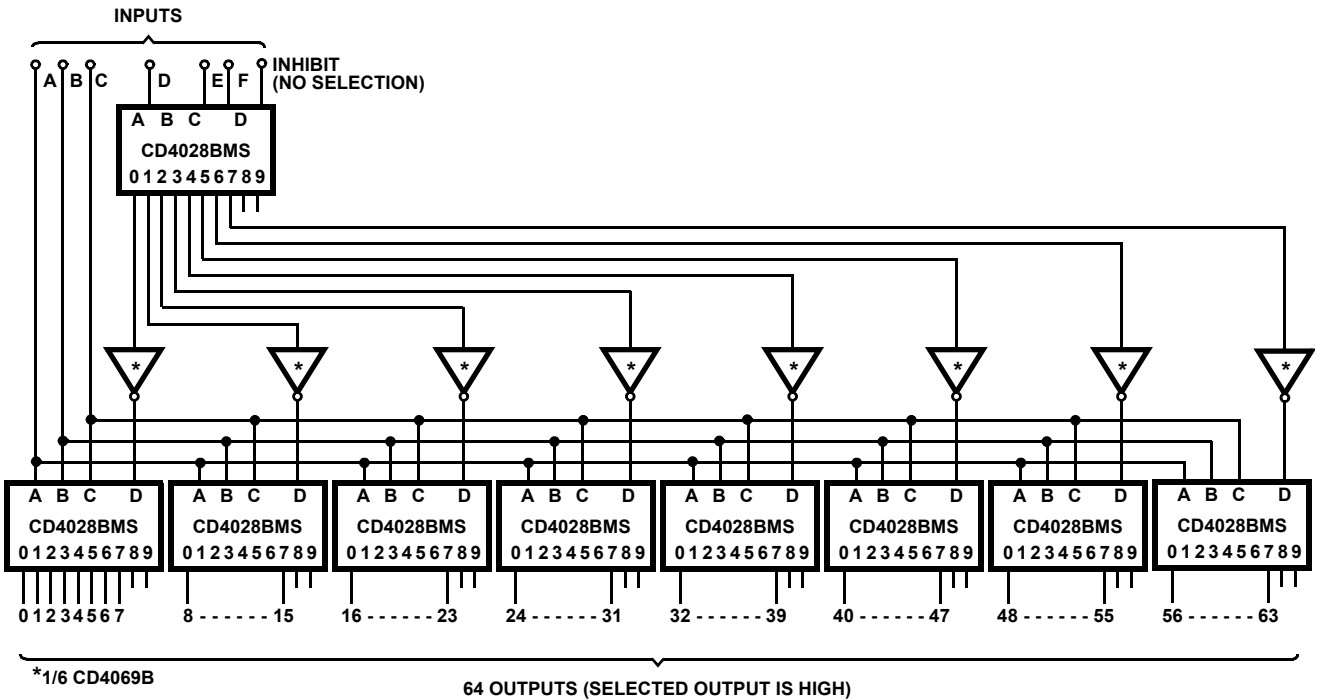 INPUTS
A B C D E F INHIBIT
(NO SELECTION)
A B C D
CD4028BMS
0 1 2 3 4 5 6 7 8 9
* * * * * * * *
A B C D A B C D A B C D A B C D A B C D A B C D A B C D A B C D
CD4028BMS CD4028BMS CD4028BMS CD4028BMS CD4028BMS CD4028BMS CD4028BMS CD4028BMS
0 1 2 3 4 5 6 7 8 9 0 1 2 3 4 5 6 7 8 9 0 1 2 3 4 5 6 7 8 9 0 1 2 3 4 5 6 7 8 9 0 1 2 3 4 5 6 7 8 9 0 1 2 3 4 5 6 7 8 9 0 1 2 3 4 5 6 7 8 9 0 1 2 3 4 5 6 7 8 9
0 1 2 3 4 5 6 7 8 - - - - - - 15 16 - - - - - - 23 24 - - - - - - 31 32 - - - - - - 39 40 - - - - - - 47 48 - - - - - - 55 56 - - - - - - 63
*1/6 CD4069B
64 OUTPUTS (SELECTED OUTPUT IS HIGH)